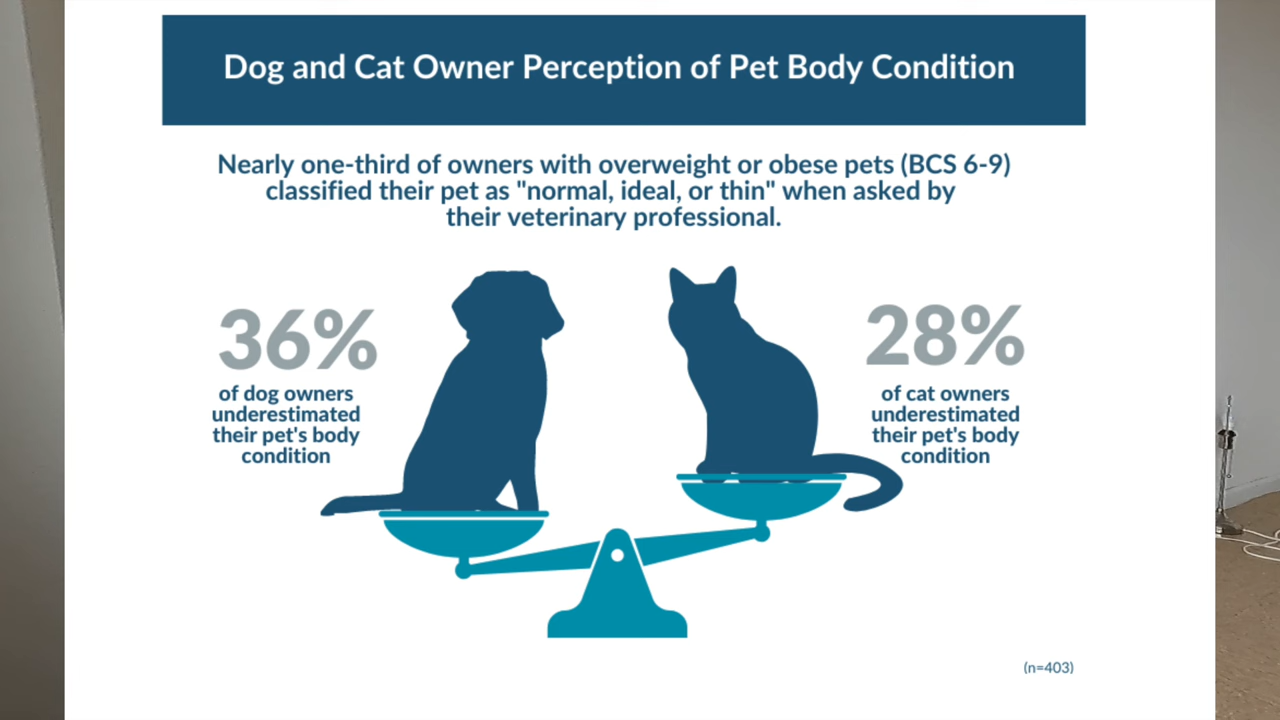 Dog and Cat Owner Perception of Pet Body Condition
Nearly one-third of owners with overweight or obese pets (BCS 6-9)
classified their pet as "normal, ideal, or thin" when asked by
their veterinary professional.
36%
of dog owners
underestimated
their pet's body
condition
28%
of cat owners
underestimated
their pet's body
condition
(n=403)